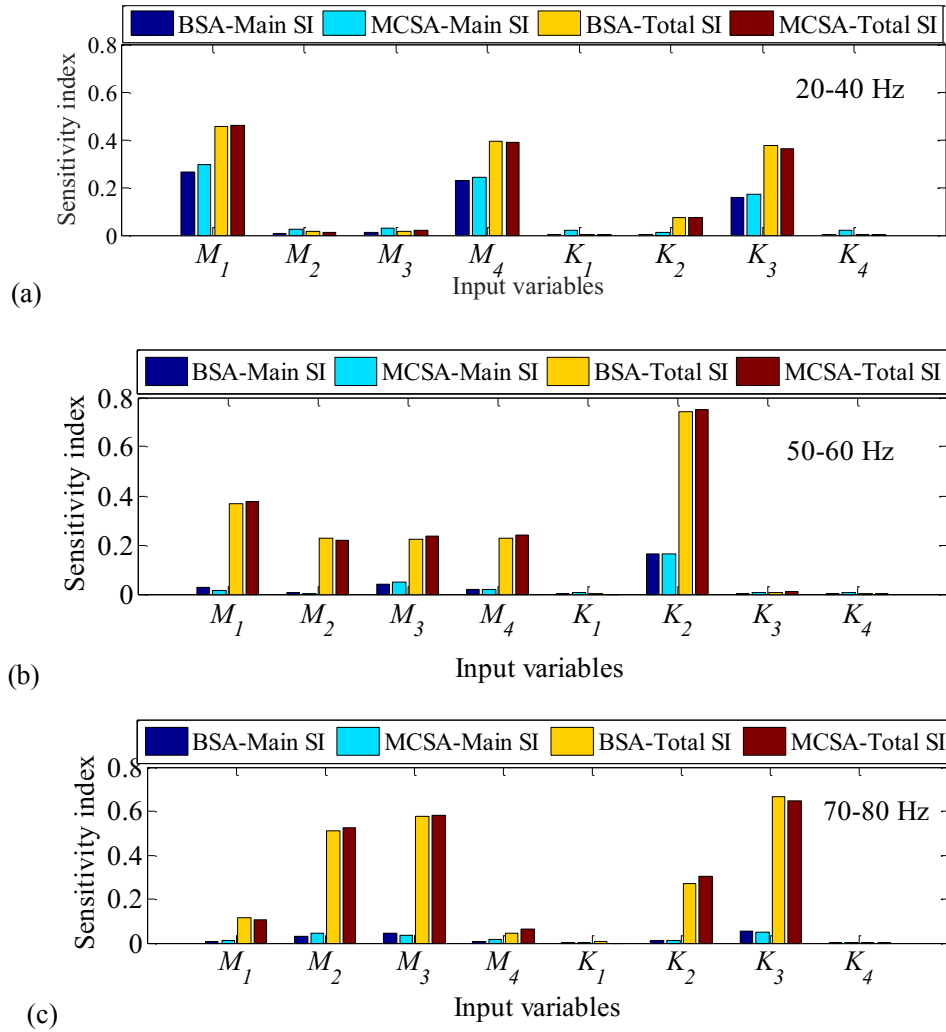 BSA-Main SI MCSA-Main SI BSA-Total SI MCSA-Total SI
0.8
0.6
0.4
0.2
0
Sensitivity index
20-40 Hz
M1 M2 M3 M4 K1 K2 K3 K4
Input variables
(a)
BSA-Main SI MCSA-Main SI BSA-Total SI MCSA-Total SI
0.8
0.6
0.4
0.2
0
Sensitivity index
50-60 Hz
M1 M2 M3 M4 K1 K2 K3 K4
Input variables
(b)
BSA-Main SI MCSA-Main SI BSA-Total SI MCSA-Total SI
0.8
0.6
0.4
0.2
0
Sensitivity index
70-80 Hz
M1 M2 M3 M4 K1 K2 K3 K4
Input variables
(c)